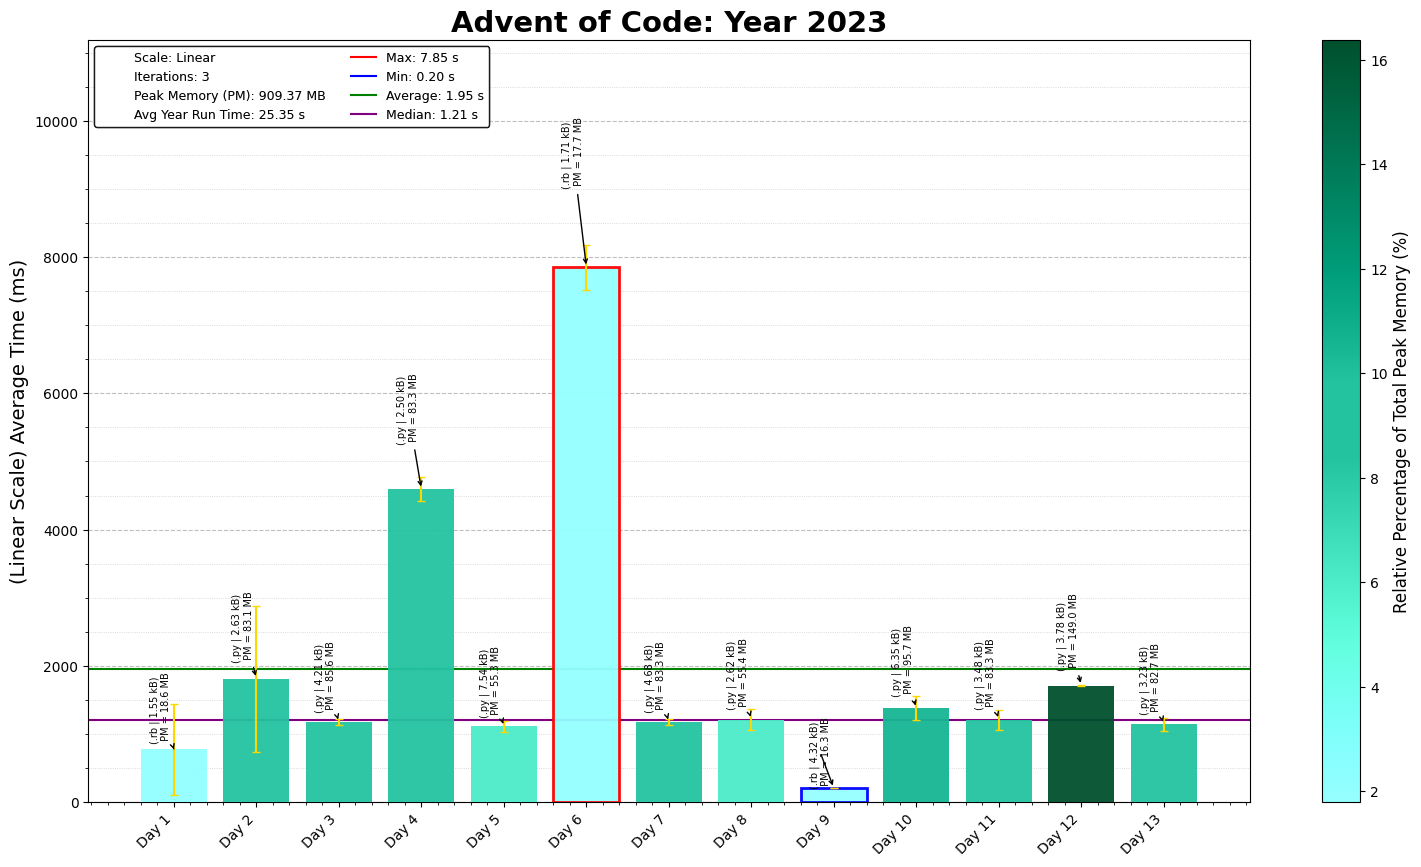 Advent of Code: Year 2023
Scale: Linear
Iterations: 3
Peak Memory (PM): 909.37 MB
Avg Year Run Time: 25.35 s
Max: 7.85 s
Min: 0.20 s
Average: 1.95 s
Median: 1.21 s
(Linear Scale) Average Time (ms)
10000
8000
6000
4000
2000
0
(.rb | 1.55 kB)
PM = 18.6 MB
(.py | 2.63 kB)
PM = 83.1 MB
(.py | 4.21 kB)
PM = 85.6 MB
(.py | 2.50 kB)
PM = 83.3 MB
(.py | 7.54 kB)
PM = 55.3 MB
(.rb | 1.71 kB)
PM = 17.7 MB
(.py | 4.68 kB)
PM = 83.3 MB
(.py | 2.62 kB)
PM = 55.4 MB
(.rb | 4.32 kB)
PM = 16.3 MB
(.py | 6.35 kB)
PM = 95.7 MB
(.py | 3.48 kB)
PM = 83.3 MB
(.py | 3.78 kB)
PM = 149.0 MB
(.py | 3.23 kB)
PM = 82.7 MB
Day 1
Day 2
Day 3
Day 4
Day 5
Day 6
Day 7
Day 8
Day 9
Day 10
Day 11
Day 12
Day 13
16
14
12
10
8
6
4
2
Relative Percentage of Total Peak Memory (%)